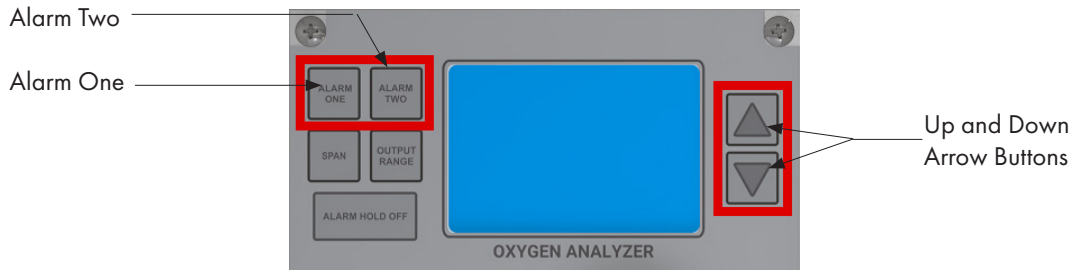 Alarm Two
Alarm One
ALARM
ONE
ALARM
TWO
SPAN
OUTPUT
RANGE
ALARM HOLD OFF
OXYGEN ANALYZER
Up and Down
Arrow Buttons